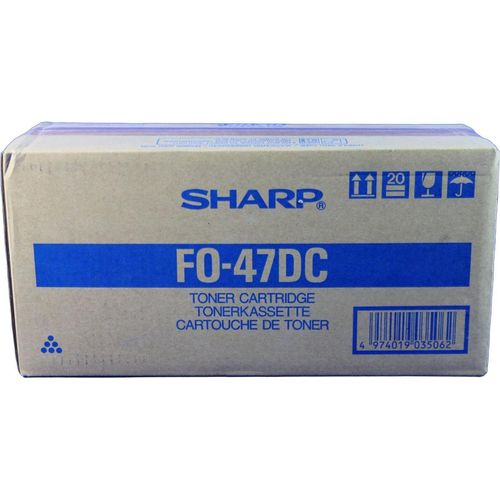 SHARP®
20
FO-47DC
TONER CARTRIDGE
TONERKASSETTE
CARTOUCHE DE TONER
4 974019 035062